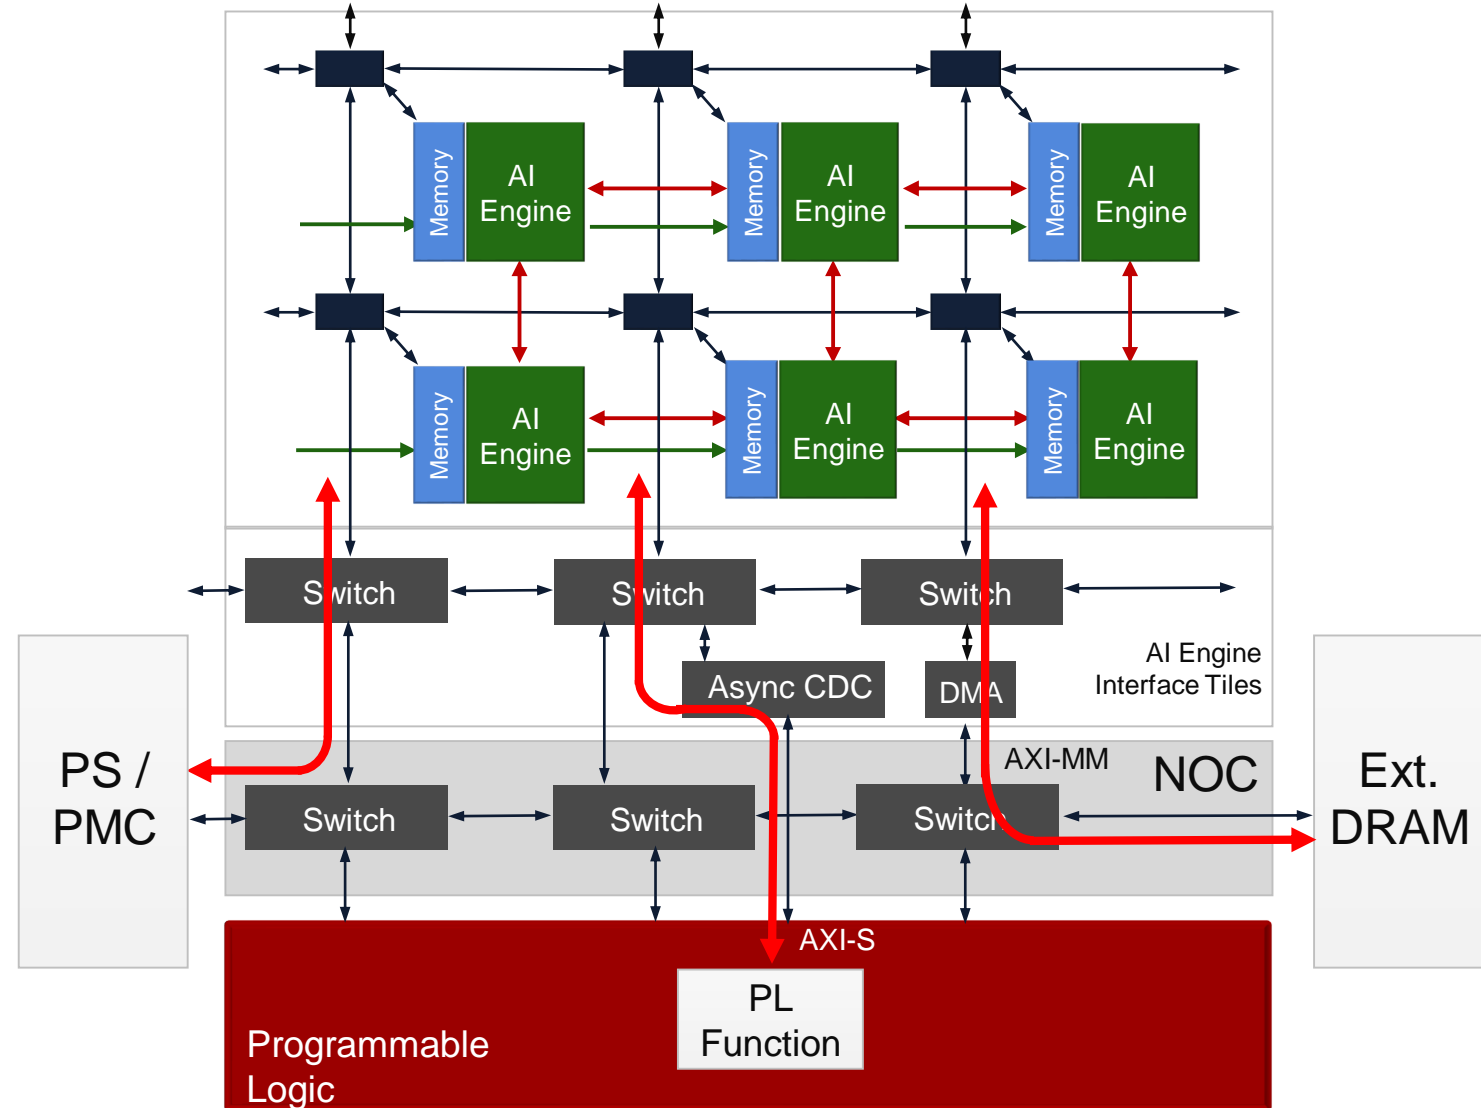 Memory
AI
Engine
Memory
AI
Engine
Memory
AI
Engine
Memory
AI
Engine
Memory
AI
Engine
Memory
AI
Engine
Switch
Switch
Switch
AI Engine
Interface Tiles
Async CDC
DMA
PS /
PMC
AXI-MM
NOC
Ext.
DRAM
Switch
Switch
Switch
AXI-S
PL
Function
Programmable
Logic